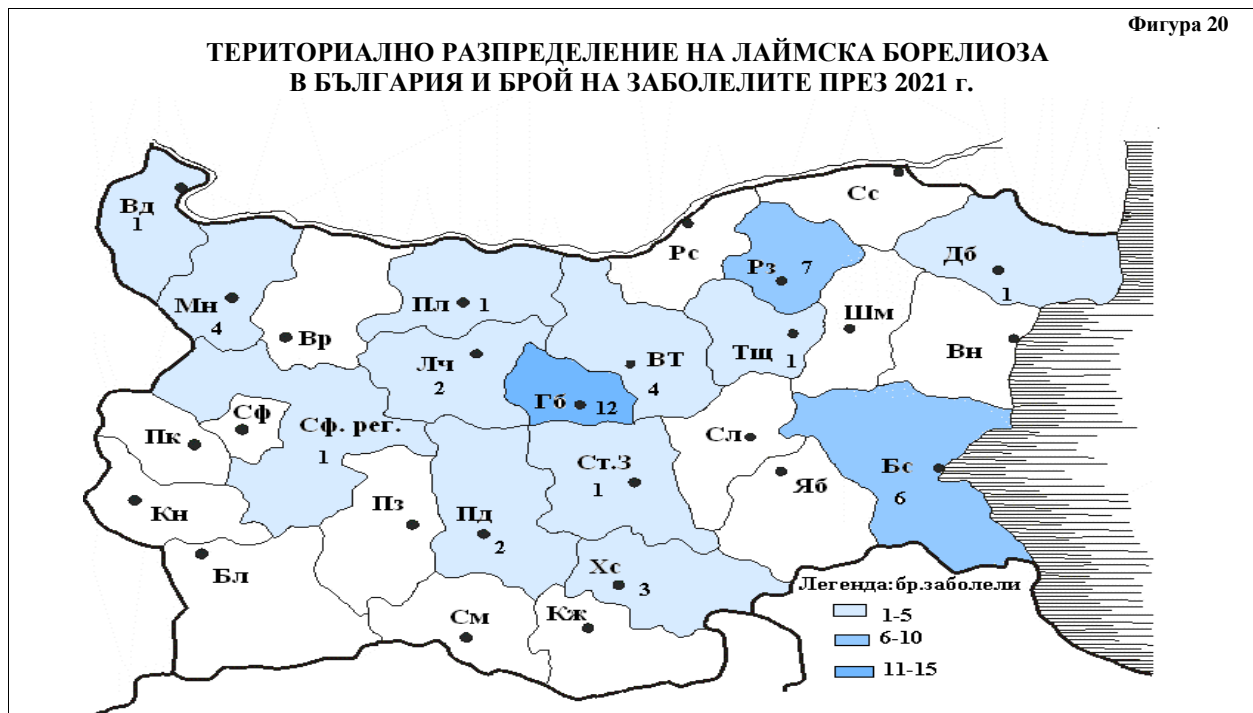 Фигура 20
ТЕРИТОРИАЛНО РАЗПРЕДЕЛЕНИЕ НА ЛАЙМСКА БОРЕЛИОЗА
В БЪЛГАРИЯ И БРОЙ НА ЗАБОЛЕЛИТЕ ПРЕЗ 2021 г.
Вд
1
Мн
4
Вр
Пл 1
Лч
2
Гб 12
ВТ
4
Рс
Рз 7
Сс
Дб
1
Тщ
1
Шм
Вн
Сф
Сф. рег.
1
Пк
Кн
Бл
Пз
Пд
2
Ст.З
1
Сл
Яб
Бс
6
Хс
3
См
Кж
Легенда: бр.заболели
1-5
6-10
11-15